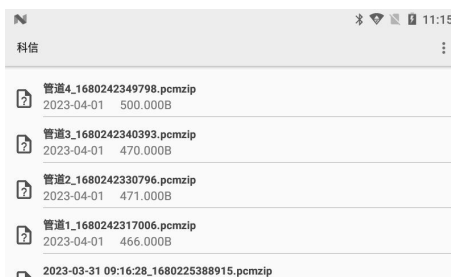 11:15
科信
管道4_1680242349798.pcmzip
2023-04-01 500.000B
管道3_1680242340393.pcmzip
2023-04-01 470.000B
管道2_1680242330796.pcmzip
2023-04-01 471.000B
管道1_1680242317006.pcmzip
2023-04-01 466.000B
2023-03-31 09:16:28_1680225388915.pcmzip